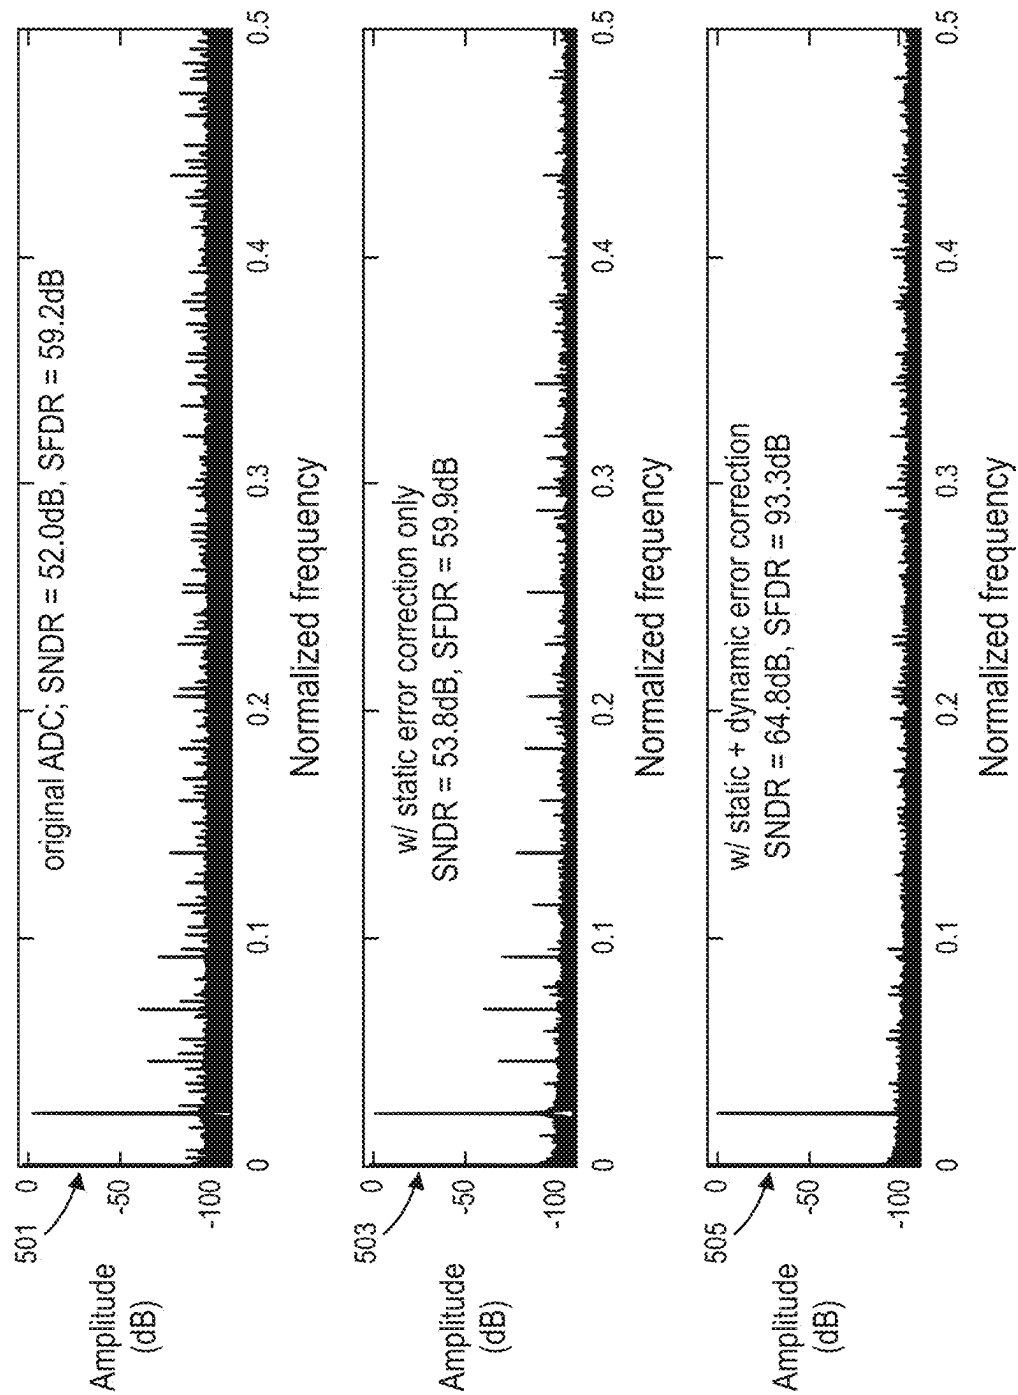 501
Amplitude
(dB)
0
-50
-100
original ADC; SNDR = 52.0dB, SFDR = 59.2dB
0
0.1
0.2
0.3
0.4
0.5
Normalized frequency
503
Amplitude
(dB)
0
-50
-100
w/ static error correction only
SNDR = 53.8dB, SFDR = 59.9dB
0
0.1
0.2
0.3
0.4
0.5
Normalized frequency
505
Amplitude
(dB)
0
-50
-100
w/ static + dynamic error correction
SNDR = 64.8dB, SFDR = 93.3dB
0
0.1
0.2
0.3
0.4
0.5
Normalized frequency